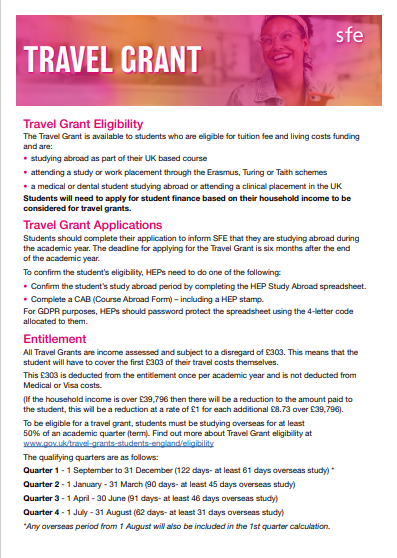 sfe
TRAVEL GRANT
Travel Grant Eligibility
The Travel Grant is available to students who are eligible for tuition fee and living costs funding
and are:
• studying abroad as part of their UK based course
• attending a study or work placement through the Erasmus, Turing or Taith schemes
• a medical or dental student studying abroad or attending a clinical placement in the UK
Students will need to apply for student finance based on their household income to be
considered for travel grants.
Travel Grant Applications
Students should complete their application to inform SFE that they are studying abroad during
the academic year. The deadline for applying for the Travel Grant is six months after the end
of the academic year.
To confirm the student's eligibility, HEPs need to do one of the following:
• Confirm the student's study abroad period by completing the HEP Study Abroad spreadsheet.
• Complete a CAB (Course Abroad Form) – including a HEP stamp.
For GDPR purposes, HEPs should password protect the spreadsheet using the 4-letter code
allocated to them.
Entitlement
All Travel Grants are income assessed and subject to a disregard of £303. This means that the
student will have to cover the first £303 of their travel costs themselves.
This £303 is deducted from the entitlement once per academic year and is not deducted from
Medical or Visa costs.
(If the household income is over £39,796 then there will be a reduction to the amount paid to
the student, this will be a reduction at a rate of £1 for each additional £8.73 over £39,796).
To be eligible for a travel grant, students must be studying overseas for at least
50% of an academic quarter (term). Find out more about Travel Grant eligibility at
www.gov.uk/travel-grants-students-england/eligibility
The qualifying quarters are as follows:
Quarter 1 - 1 September to 31 December (122 days- at least 61 days overseas study) *
Quarter 2 - 1 January - 31 March (90 days- at least 45 days overseas study)
Quarter 3 - 1 April - 30 June (91 days- at least 46 days overseas study)
Quarter 4 - 1 July - 31 August (62 days- at least 31 days overseas study)
*Any overseas period from 1 August will also be included in the 1st quarter calculation.